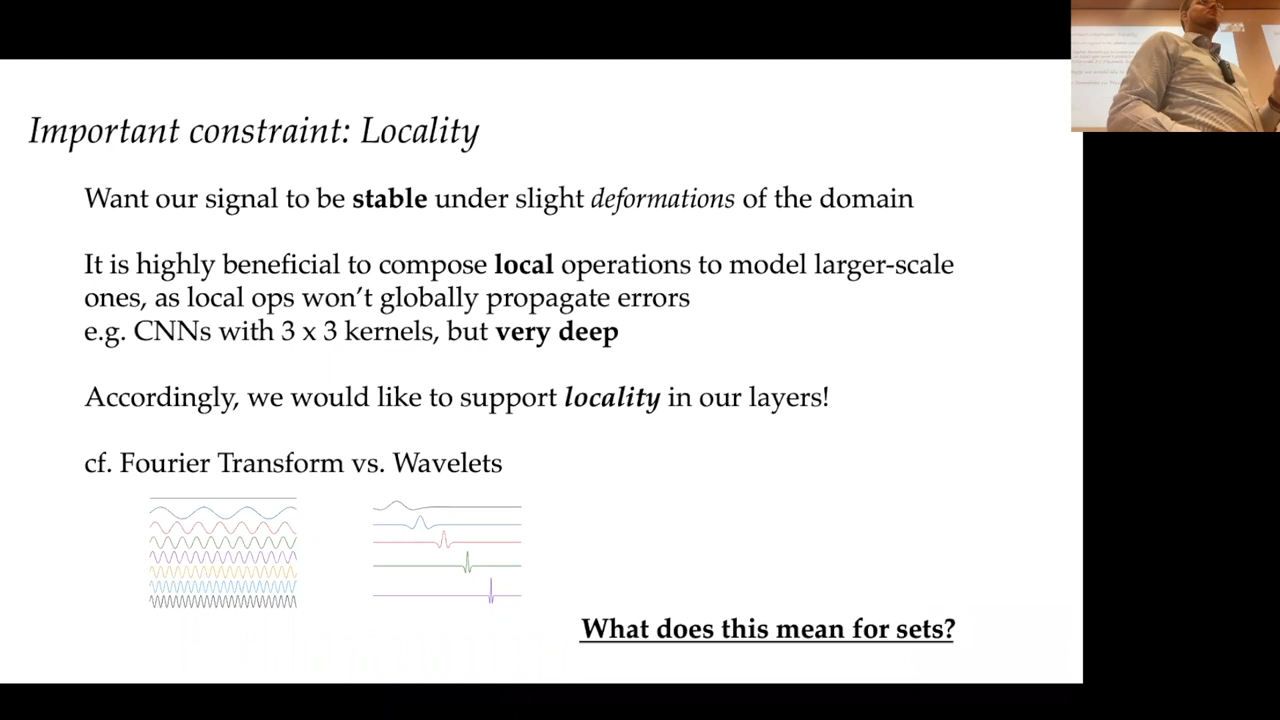 Important constraint: Locality
Want our signal to be stable under slight deformations of the domain
It is highly beneficial to compose local operations to model larger-scale
ones, as local ops won't globally propagate errors
e.g. CNNs with 3 x 3 kernels, but very deep
Accordingly, we would like to support locality in our layers!
cf. Fourier Transform vs. Wavelets
What does this mean for sets?